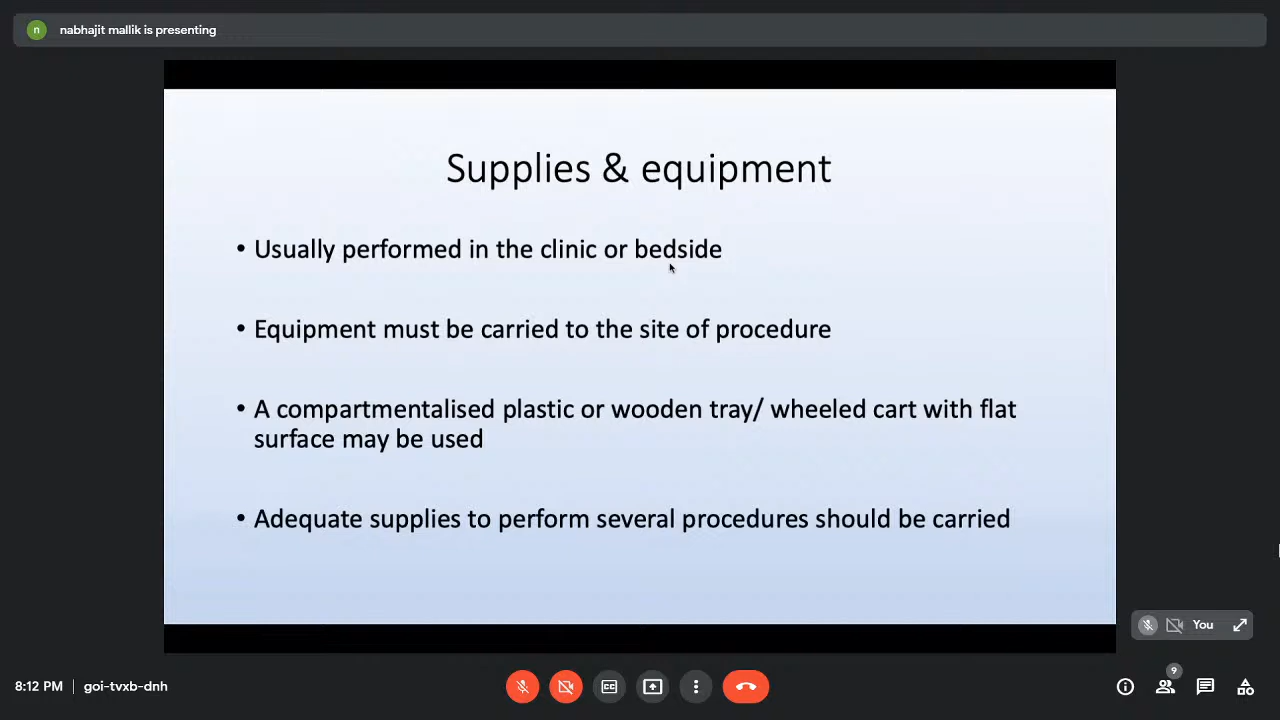 n
nabhajit mallik is presenting
Supplies & equipment
• Usually performed in the clinic or bedside
• Equipment must be carried to the site of procedure
• A compartmentalised plastic or wooden tray/ wheeled cart with flat
surface may be used
• Adequate supplies to perform several procedures should be carried
You
8:12 PM | goi-tvxb-dnh
CC
9